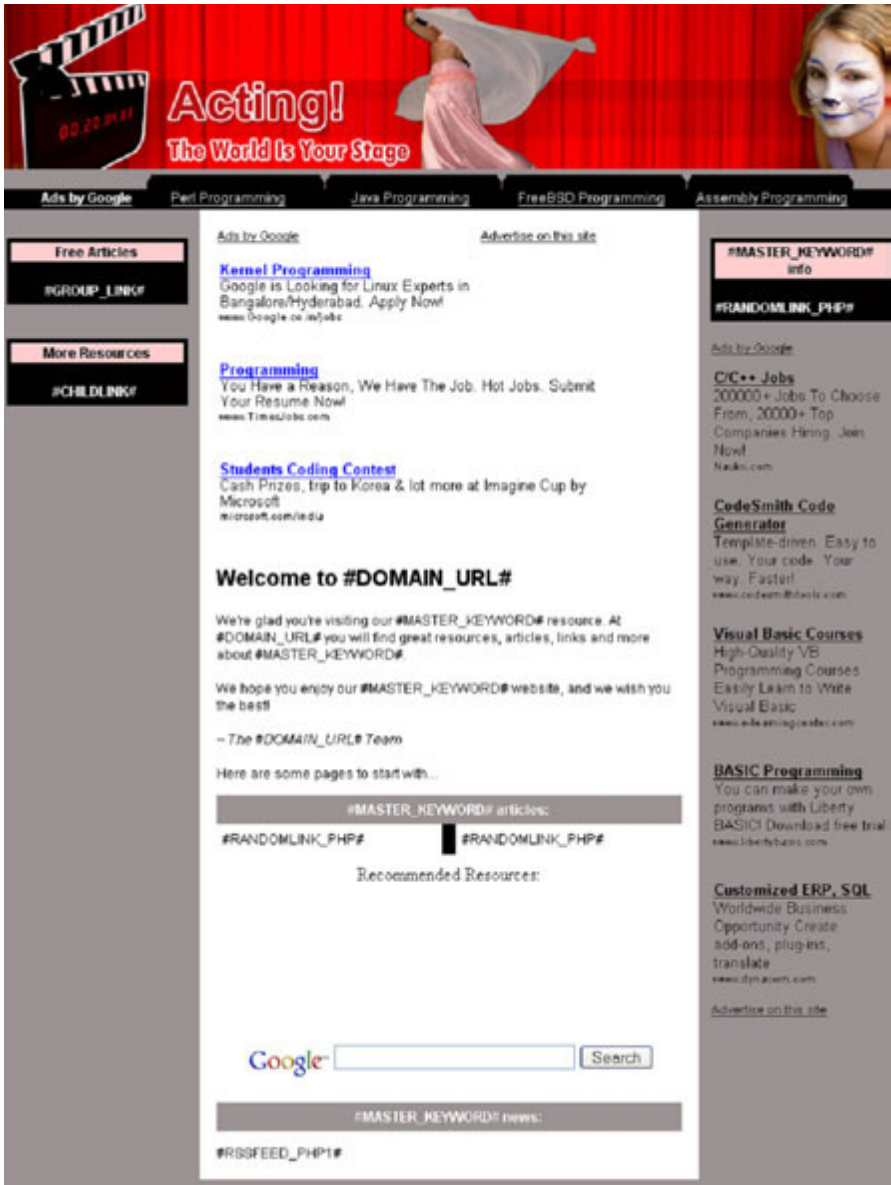 00:20:01:01
Acting!
The World Is Your Stage
Ads by Google
Perl Programming
Java Programming
FreeBSD Programming
Assembly Programming
Free Articles
#GROUP_LINK#
More Resources
#CHILDLINK#
Ads by Google
Advertise on this site
Kernel Programming
Google is Looking for Linux Experts in
Bangalore/Hyderabad. Apply Now!
www.Google.co.in/jobs
Programming
You Have a Reason, We Have The Job. Hot Jobs. Submit
Your Resume Now!
www.TimesJobs.com
Students Coding Contest
Cash Prizes, trip to Korea & lot more at Imagine Cup by
Microsoft
microsoft.com/india
Welcome to #DOMAIN_URL#
We're glad you're visiting our #MASTER_KEYWORD# resource. At
#DOMAIN_URL# you will find great resources, articles, links and more
about #MASTER_KEYWORD#.
We hope you enjoy our #MASTER_KEYWORD# website, and we wish you
the best!
-- The #DOMAIN_URL# Team
Here are some pages to start with...
#MASTER_KEYWORD# articles:
#RANDOMLINK_PHP#
#RANDOMLINK_PHP#
Recommended Resources:
Google
Search
#MASTER_KEYWORD# news:
#RSSFEED_PHP1#
#MASTER_KEYWORD#
info
#RANDOMLINK_PHP#
Ads by Google
C/C++ Jobs
200000+ Jobs To Choose
From, 20000+ Top
Companies Hiring. Join
Now!
Naukri.com
CodeSmith Code
Generator
Template-driven. Easy to
use. Your code. Your
way. Faster!
www.codesmithtools.com
Visual Basic Courses
High-Quality VB
Programming Courses
Easily Learn to Write
Visual Basic
www.e-learningcenter.com
BASIC Programming
You can make your own
programs with Liberty
BASIC! Download free trial
www.libertybasic.com
Customized ERP, SQL
Worldwide Business
Opportunity Create
add-ons, plug-ins,
translate
Advertise on this site